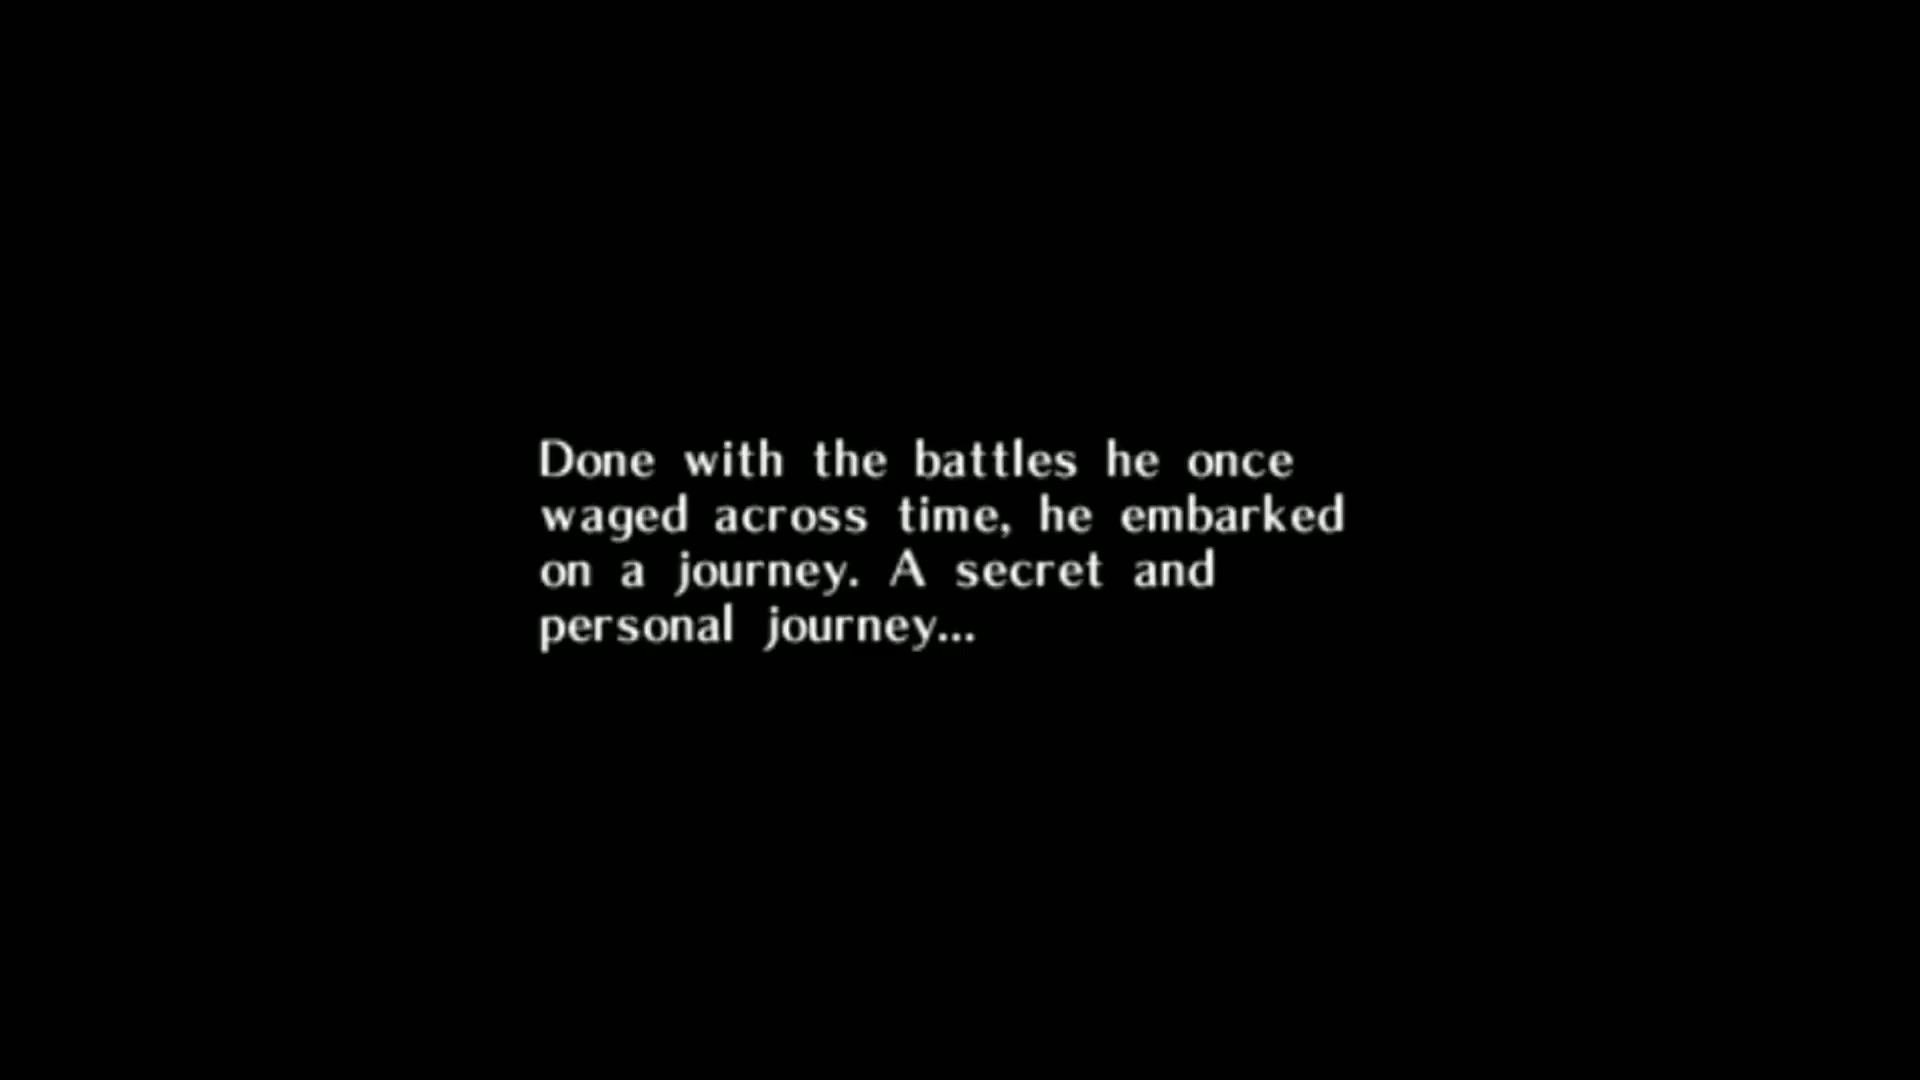 Done with the battles he once
waged across time, he embarked
on a journey. A secret and
personal journey...